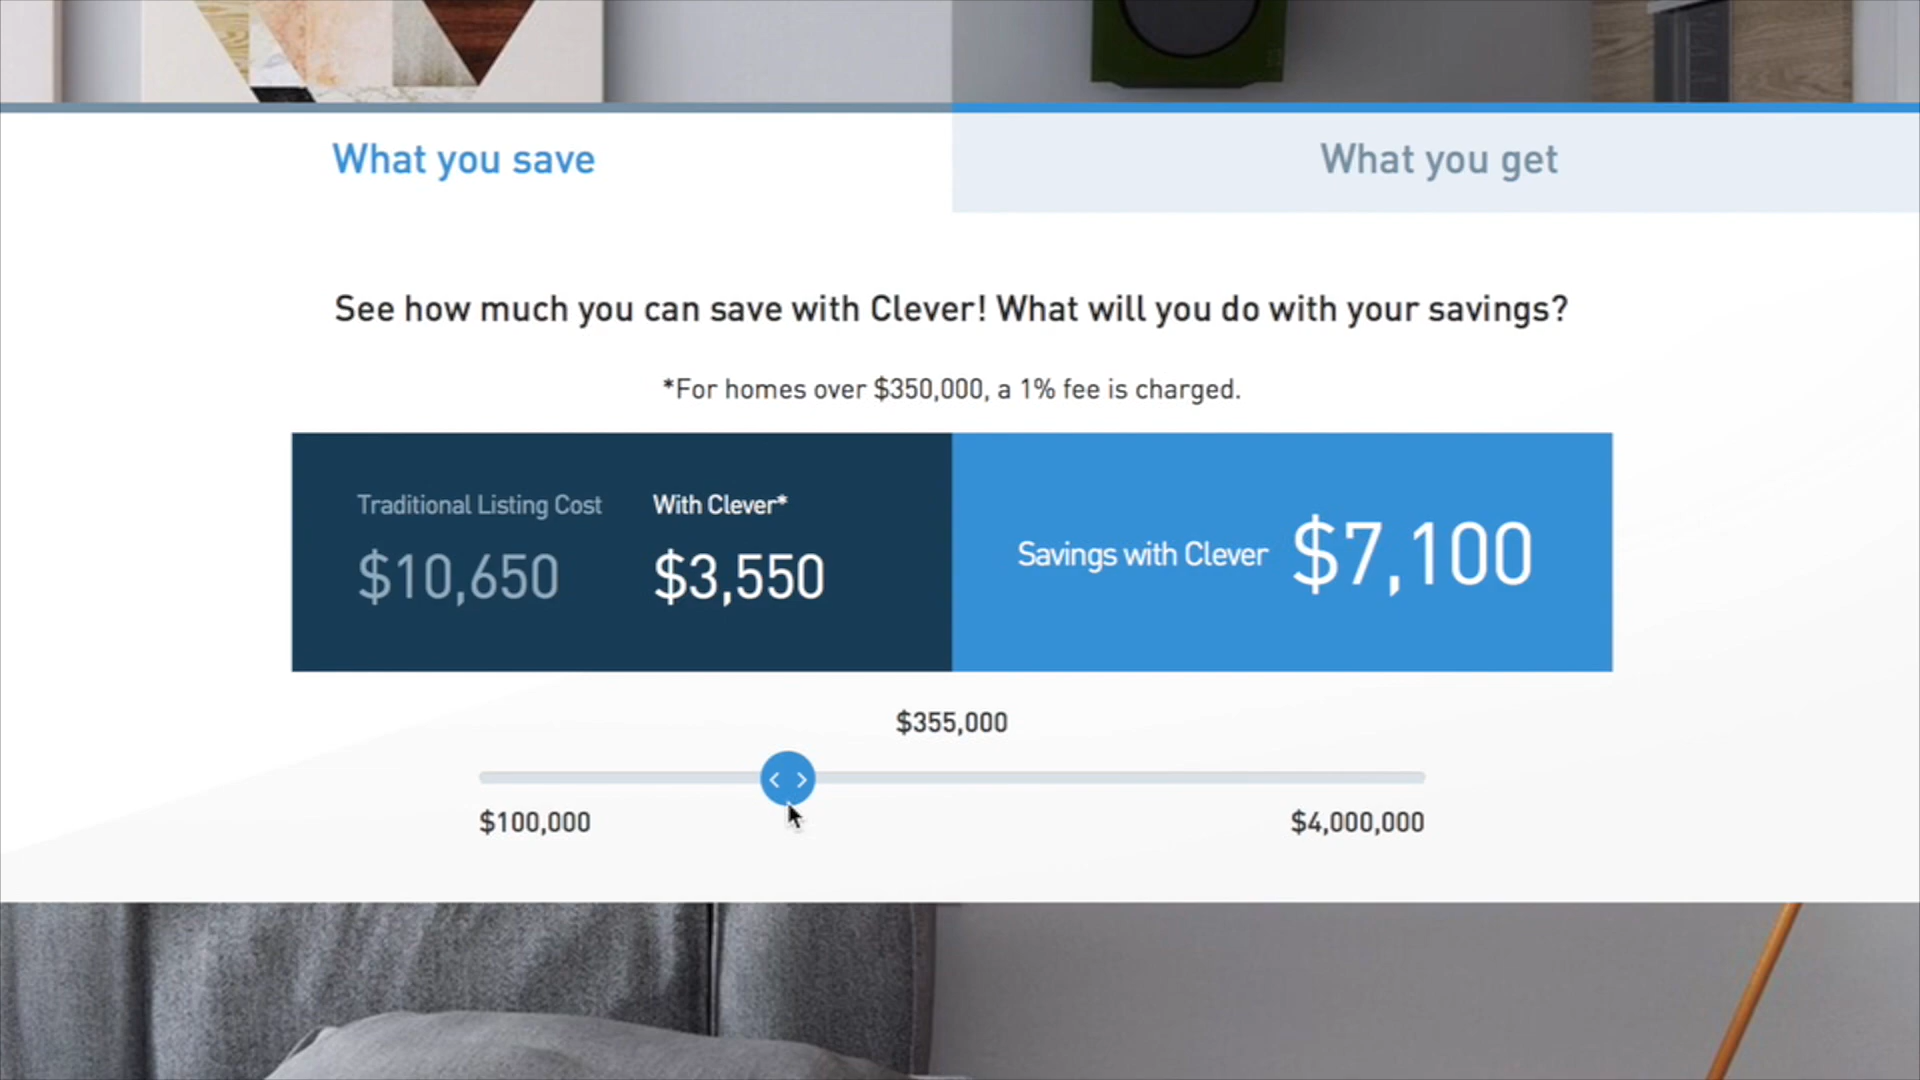 What you save
What you get
See how much you can save with Clever! What will you do with your savings?
*For homes over $350,000, a 1% fee is charged.
Traditional Listing Cost
$10,650
With Clever*
$3,550
Savings with Clever $7,100
$355,000
$100,000
$4,000,000